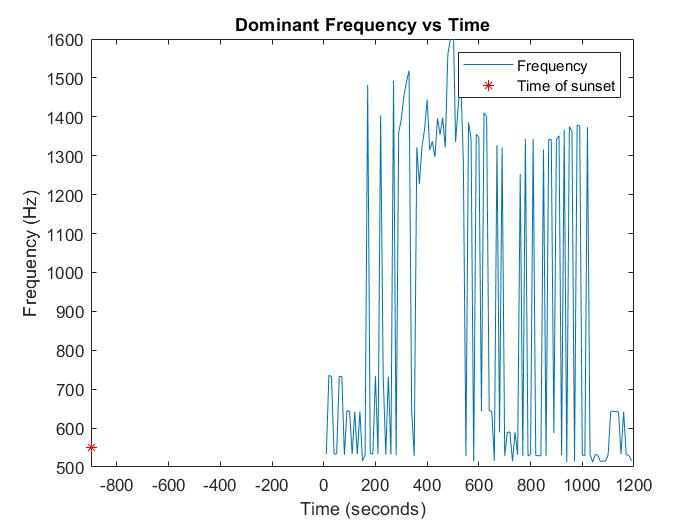 Dominant Frequency vs Time
1600
1500
1400
1300
1200
1100
1000
900
800
700
600
500
Frequency (Hz)
Frequency
Time of sunset
-800 -600 -400 -200 0 200 400 600 800 1000 1200
Time (seconds)